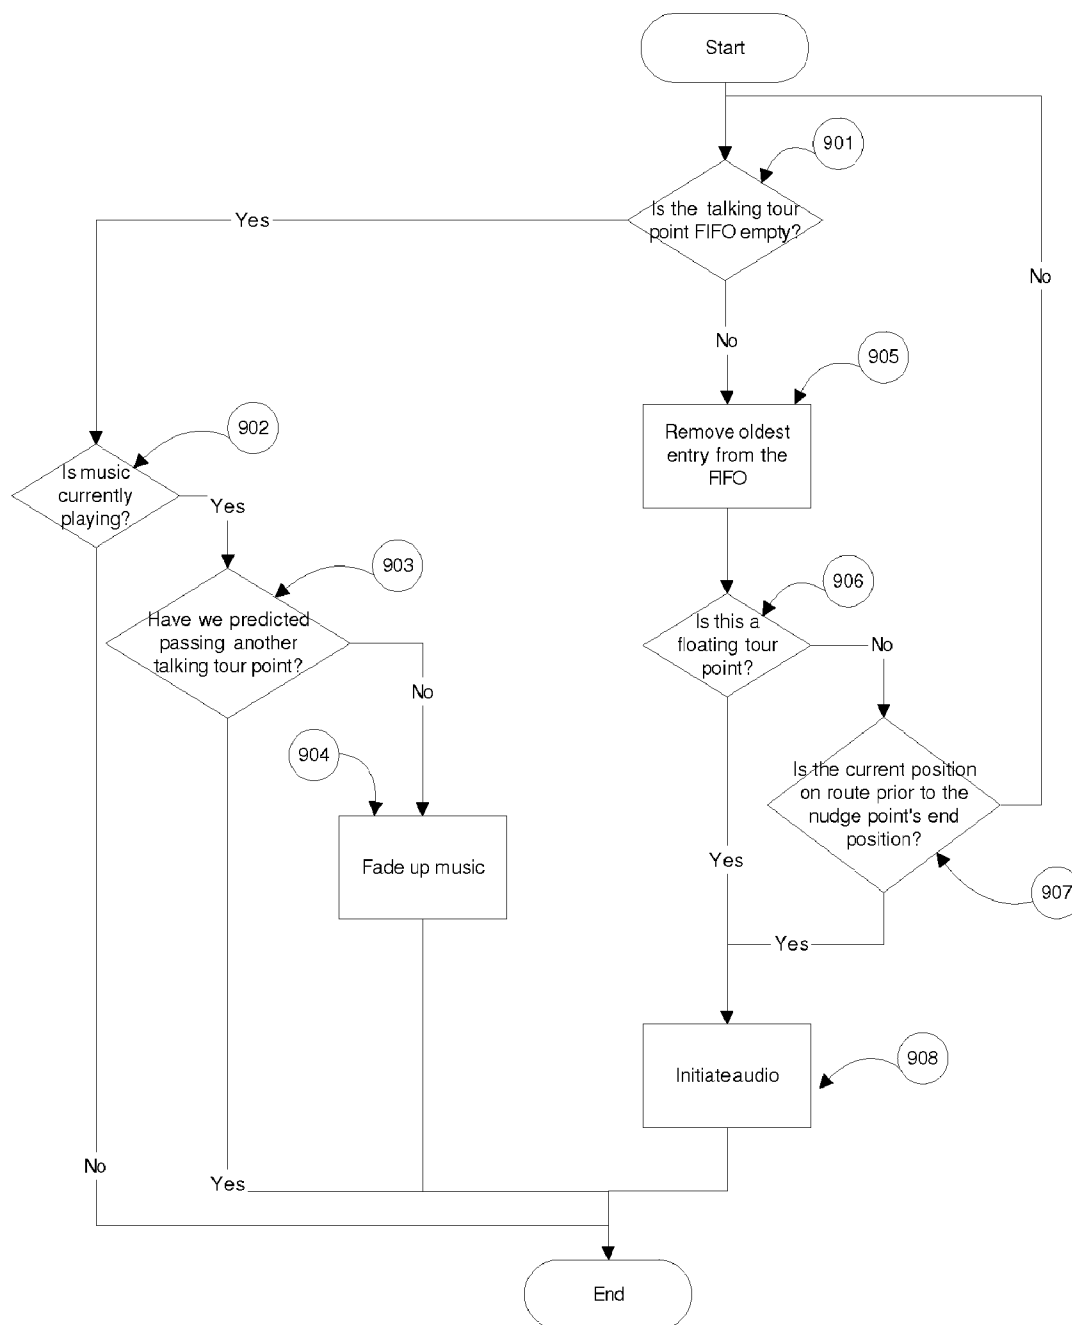 Start
901
Is the talking tour
point FIFO empty?
Yes
No
No
905
Remove oldest
entry from the
FIFO
902
Is music
currently
playing?
Yes
903
Have we predicted
passing another
talking tour point?
No
906
Is this a
floating tour
point?
No
904
Fade up music
Is the current position
on route prior to the
nudge point's end
position?
907
Yes
Yes
908
Initiate audio
No
Yes
End